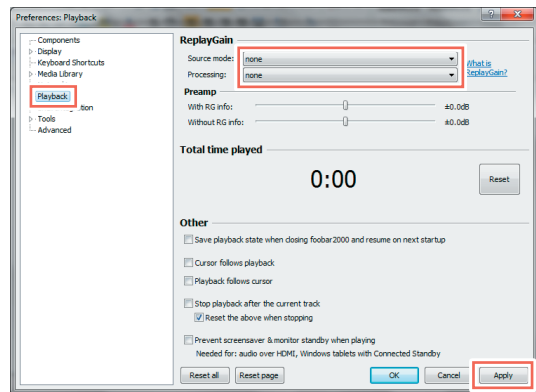 Preferences: Playback
Components
Display
Keyboard Shortcuts
Media Library
Playback
tion
Tools
Advanced
ReplayGain
Source mode: none
Processing: none
What is
ReplayGain?
Preamp
With RG info: ±0.0dB
Without RG info: ±0.0dB
Total time played
0:00
Reset
Other
Save playback state when closing foobar2000 and resume on next startup
Cursor follows playback
Playback follows cursor
Stop playback after the current track
Reset the above when stopping
Prevent screensaver & monitor standby when playing
Needed for: audio over HDMI, Windows tablets with Connected Standby
Reset all Reset page OK Cancel Apply